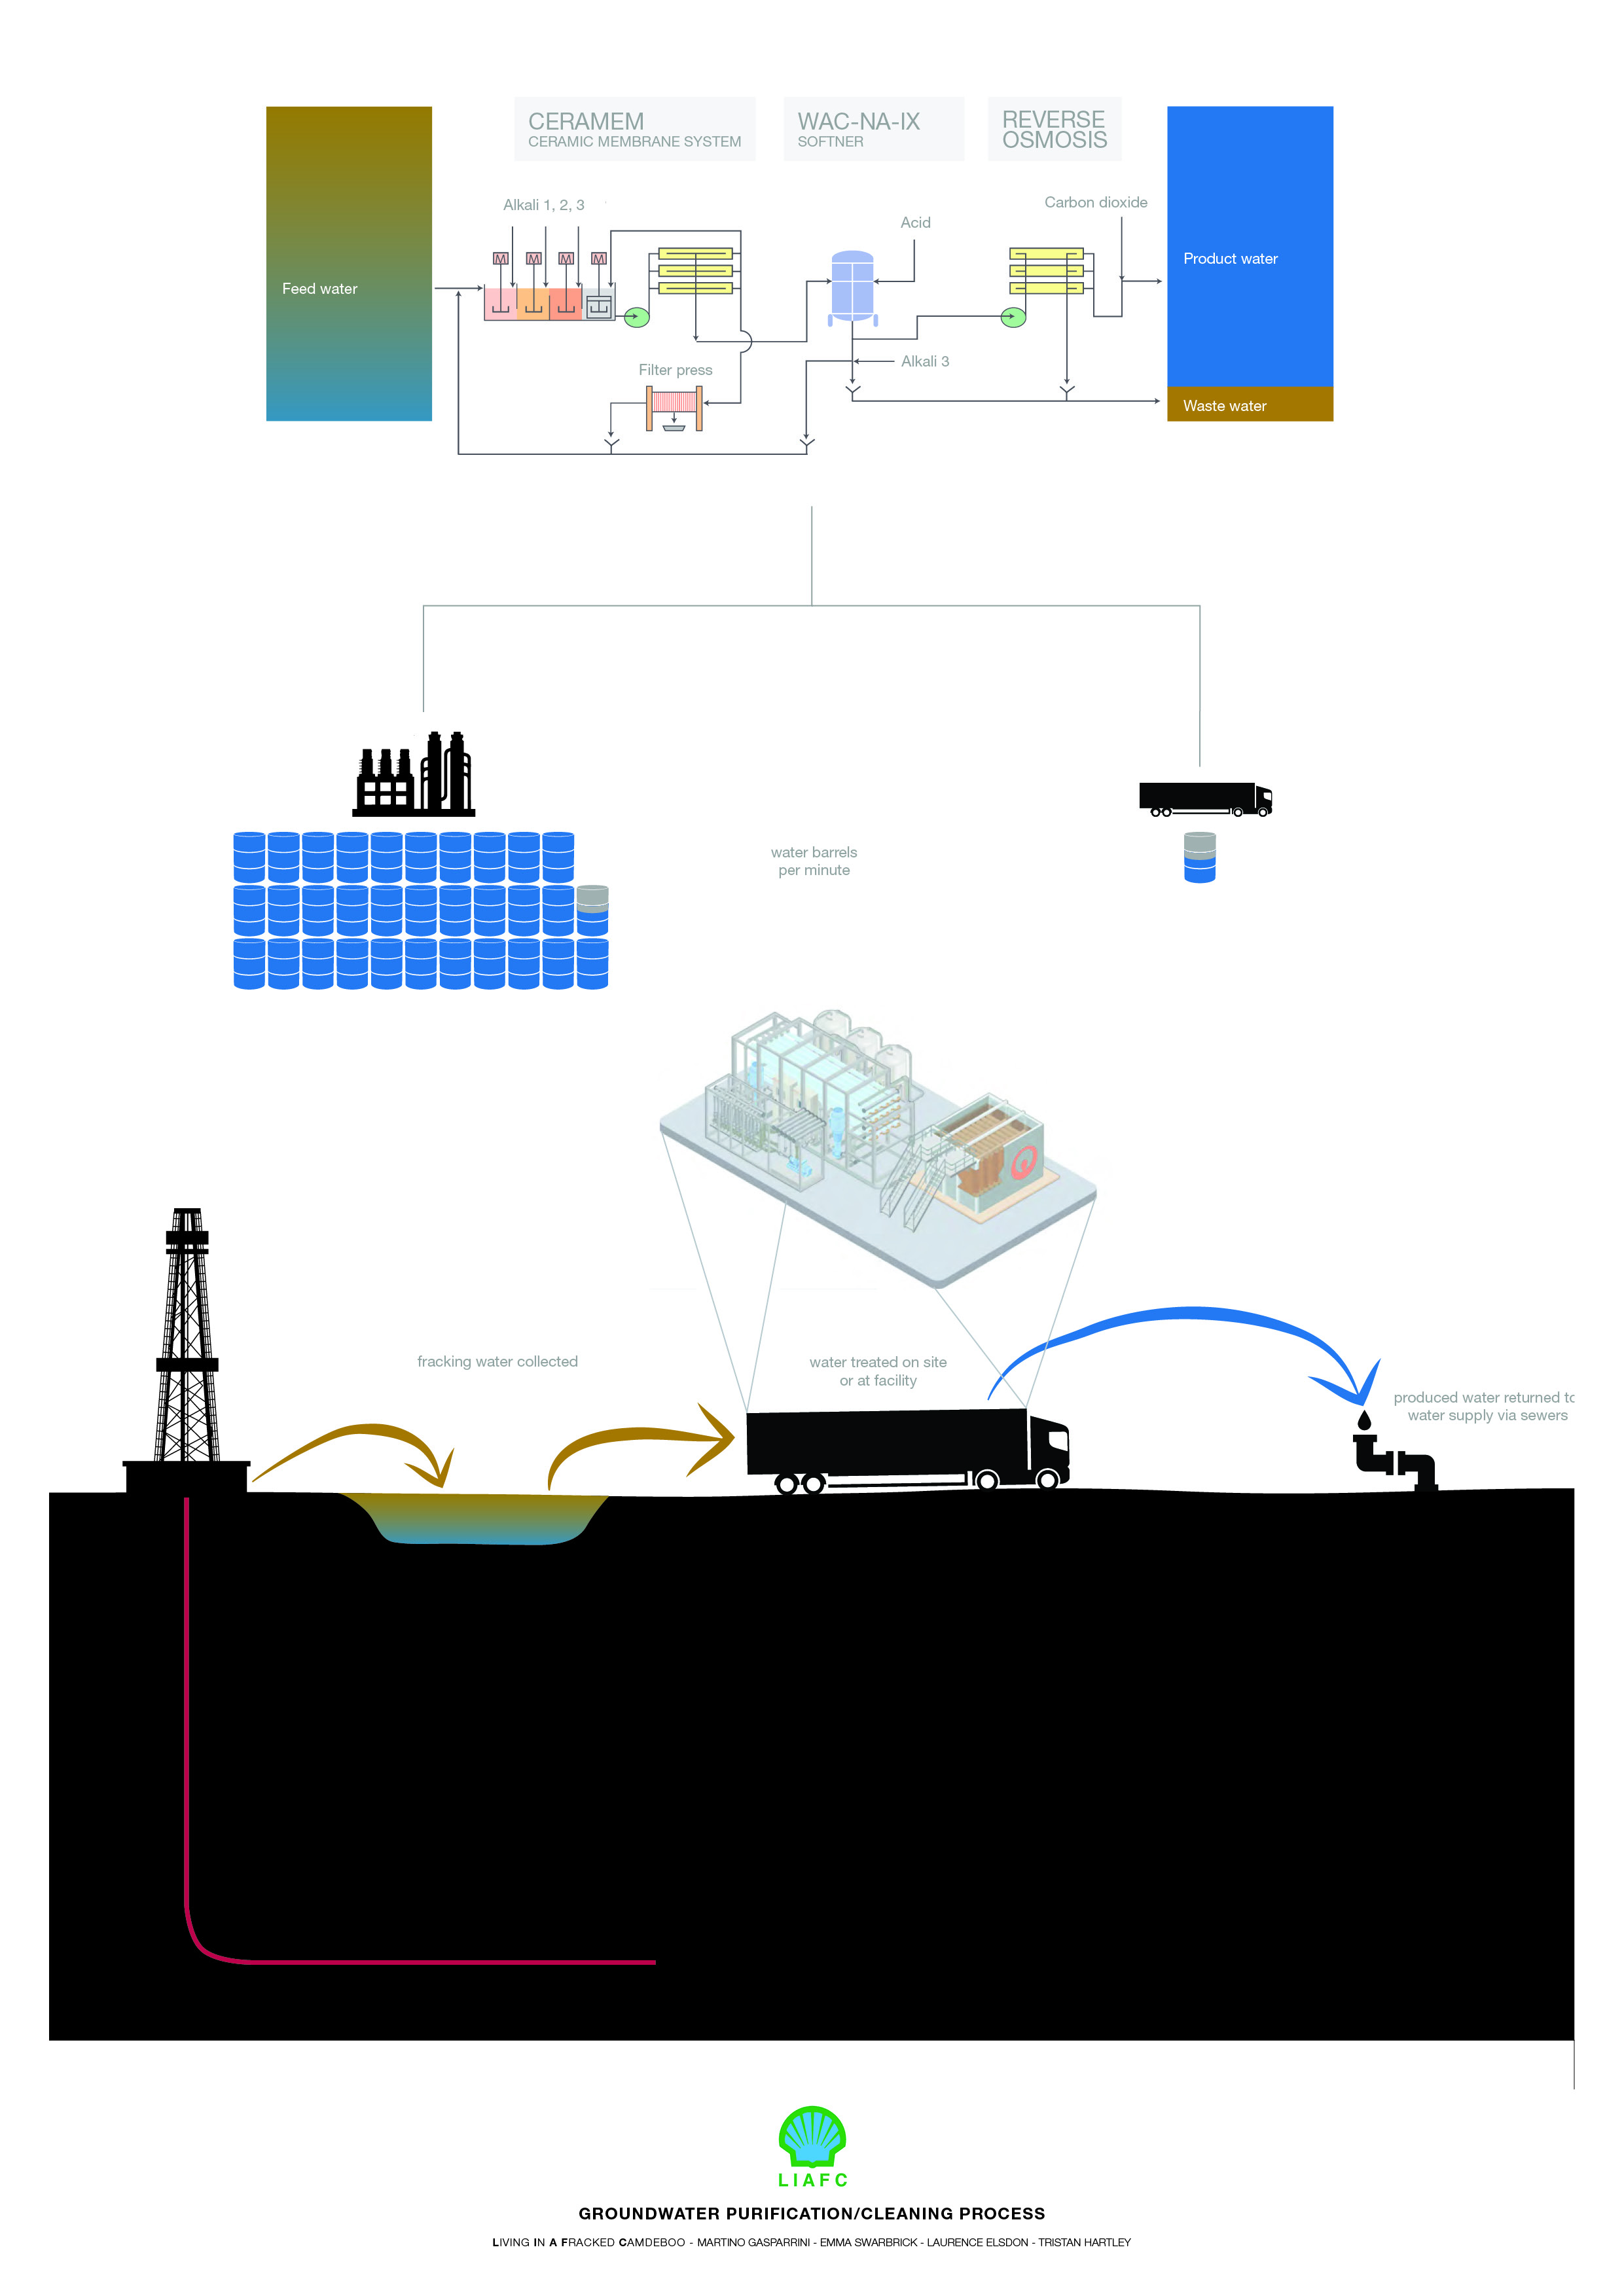 CERAMEM
CERAMIC MEMBRANE SYSTEM
WAC-NA-IX
SOFTNER
REVERSE
OSMOSIS
Alkali 1, 2, 3
Carbon dioxide
Acid
M M M M
Feed water
Product water
Alkali 3
Filter press
Waste water
water barrels
per minute
fracking water collected
water treated on site
or at facility
produced water returned to
water supply via sewers
LIAFC
GROUNDWATER PURIFICATION/CLEANING PROCESS
LIVING IN A FRACKED CAMDEBOO - MARTINO GASPARRINI - EMMA SWARBRICK - LAURENCE ELSDON - TRISTAN HARTLEY